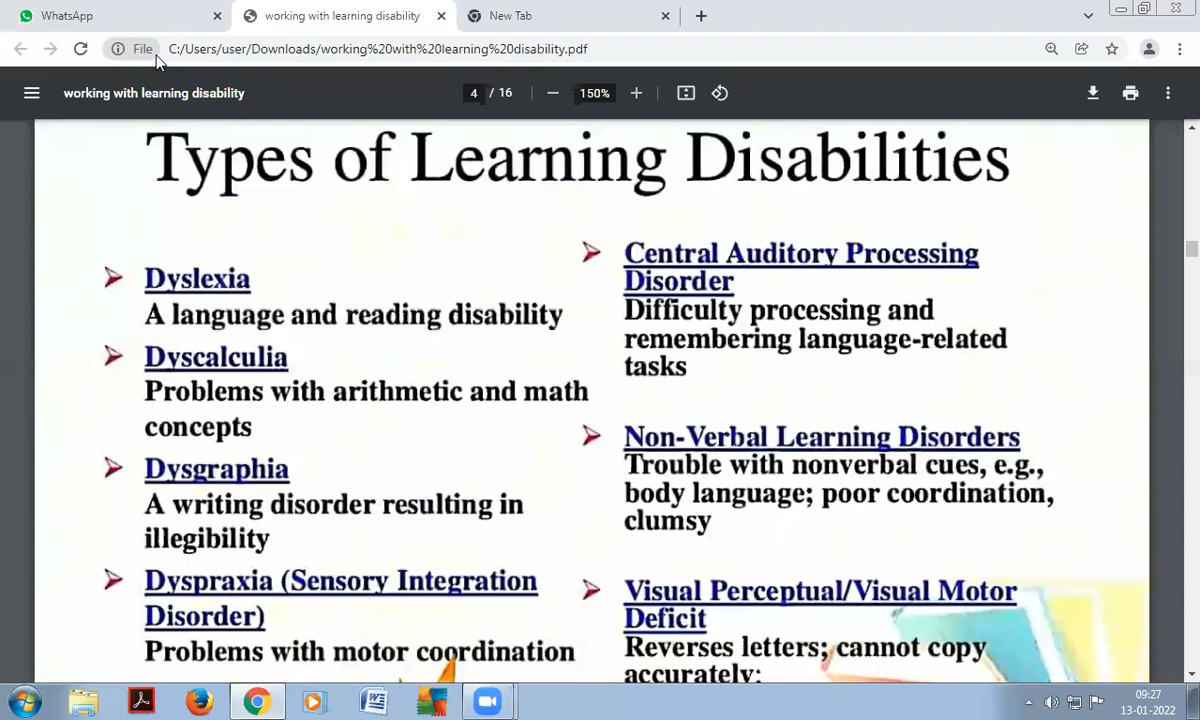 WhatsApp
working with learning disability
New Tab
File
C:/Users/user/Downloads/working%20with%20learning%20disability.pdf
working with learning disability
4 / 16
150%
Types of Learning Disabilities
Dyslexia
A language and reading disability
Dyscalculia
Problems with arithmetic and math
concepts
Dysgraphia
A writing disorder resulting in
illegibility
Dyspraxia (Sensory Integration
Disorder)
Problems with motor coordination
Central Auditory Processing
Disorder
Difficulty processing and
remembering language-related
tasks
Non-Verbal Learning Disorders
Trouble with nonverbal cues, e.g.,
body language; poor coordination,
clumsy
Visual Perceptual/Visual Motor
Deficit
Reverses letters; cannot copy
accurately;
09:27
13-01-2022